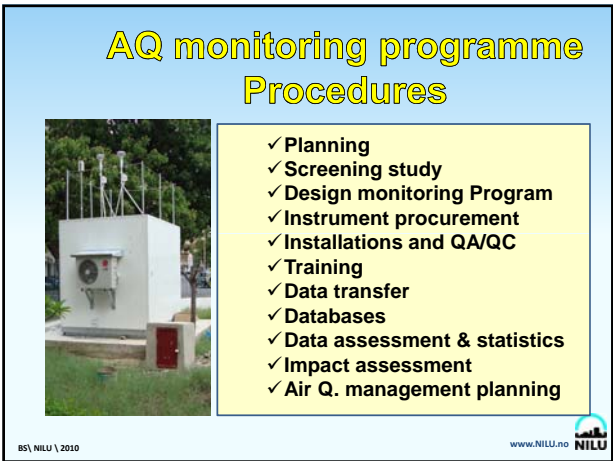 AQ monitoring programme
Procedures
✓Planning
✓Screening study
✓Design monitoring Program
✓Instrument procurement
✓Installations and QA/QC
✓Training
✓Data transfer
✓Databases
✓Data assessment & statistics
✓Impact assessment
✓Air Q. management planning
BS\ NILU \ 2010
www.NILU.no
NILU